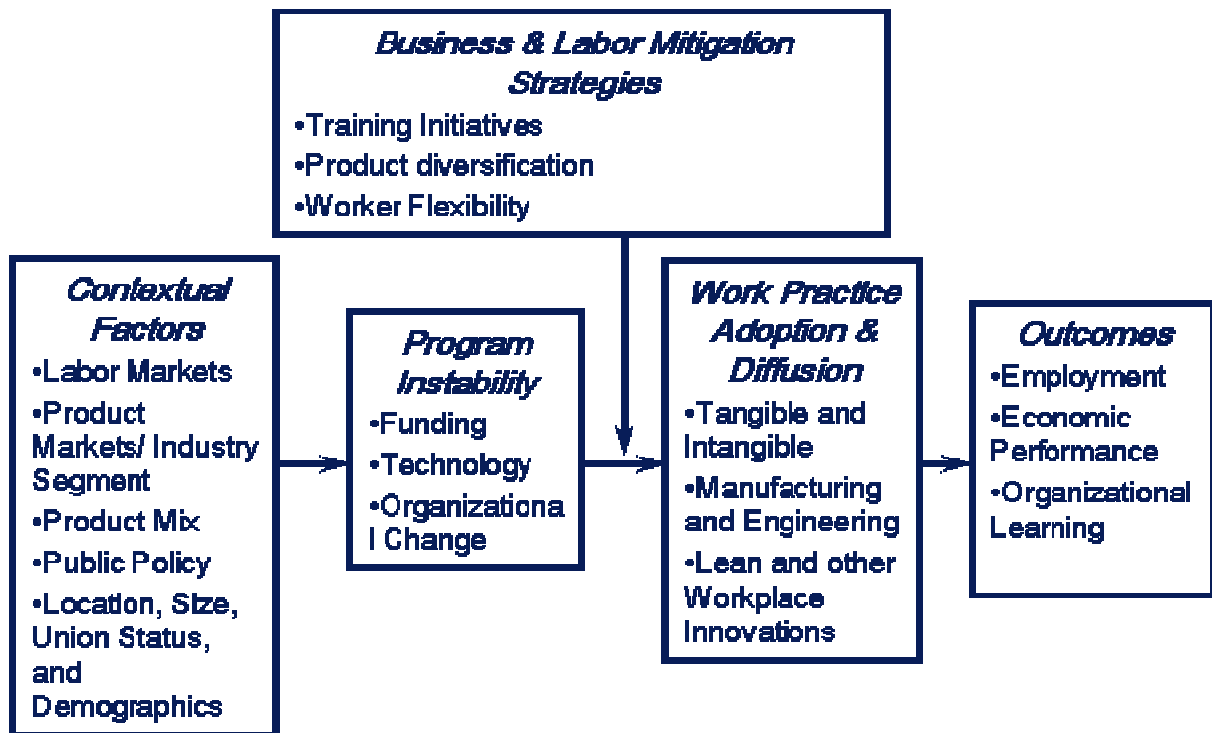 Business & Labor Mitigation
Strategies
•Training Initiatives
•Product diversification
•Worker Flexibility
Contextual
Factors
•Labor Markets
•Product
Markets/ Industry
Segment
•Product Mix
•Public Policy
•Location, Size,
Union Status,
and
Demographics
Program
Instability
•Funding
•Technology
•Organizationa
l Change
Work Practice
Adoption &
Diffusion
•Tangible and
Intangible
•Manufacturing
and Engineering
•Lean and other
Workplace
Innovations
Outcomes
•Employment
•Economic
Performance
•Organizational
Learning